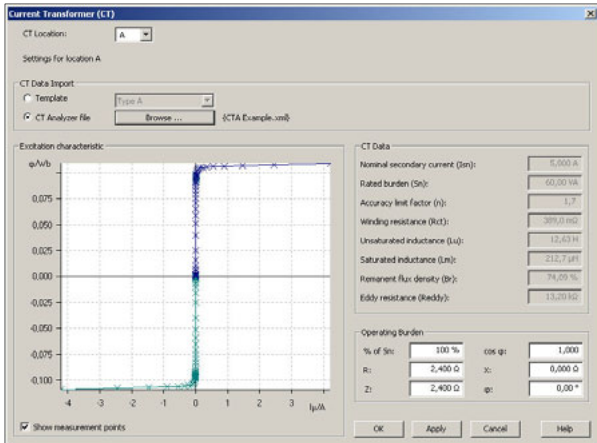 Current Transformer (CT)
CT Location: A
Settings for location A
CT Data Import
Template Type A
CT Analyzer file Browse ... {CTA Example.xml}
Excitation characteristic
φ/Wb
0,075
0,050
0,025
0,000
-0,025
-0,050
-0,075
-0,100
-4 -3 -2 -1 0 1 2 3 4
Iμ/A
Show measurement points
CT Data
Nominal secondary current (Isn): 5,000 A
Rated burden (Sn): 60,00 VA
Accuracy limit factor (n): 1,7
Winding resistance (Rct): 389,0 mΩ
Unsaturated inductance (Lu): 12,63 H
Saturated inductance (Lm): 212,7 μH
Remanent flux density (Br): 74,09 %
Eddy resistance (Reddy): 13,20 kΩ
Operating Burden
% of Sn: 100 % cos φ: 1,000
R: 2,400 Ω X: 0,000 Ω
Z: 2,400 Ω φ: 0,00 °
OK Apply Cancel Help